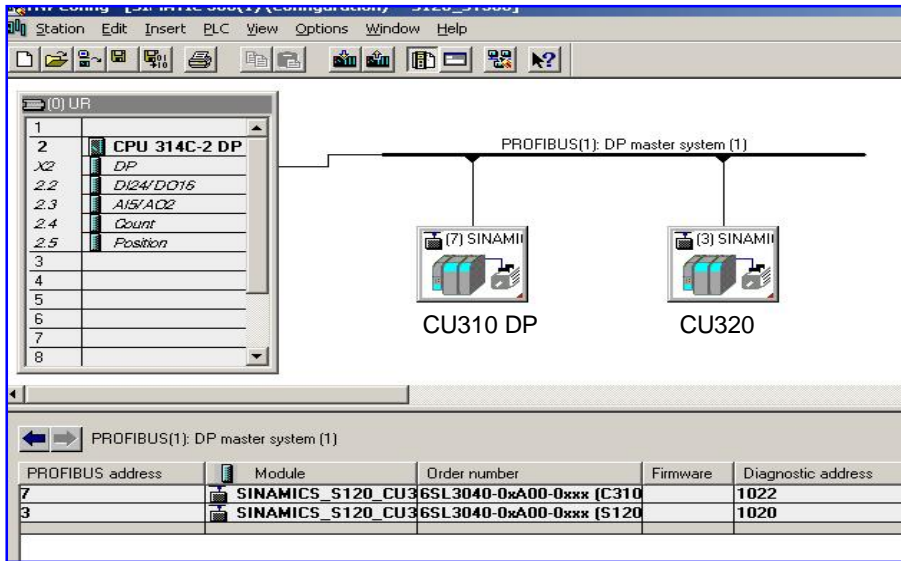 Station Edit Insert PLC View Options Window Help
(0) UR
1
2 CPU 314C-2 DP
X2 DP
2.2 DI24/DO16
2.3 AI5/AO2
2.4 Count
2.5 Position
3
4
5
6
7
8
PROFIBUS(1): DP master system (1)
(7) SINAMI
(3) SINAMI
CU310 DP
CU320
PROFIBUS(1): DP master system (1)
PROFIBUS address Module Order number Firmware Diagnostic address
7 SINAMICS_S120_CU3 6SL3040-0xA00-0xxx (C310 1022
3 SINAMICS_S120_CU3 6SL3040-0xA00-0xxx (S120 1020